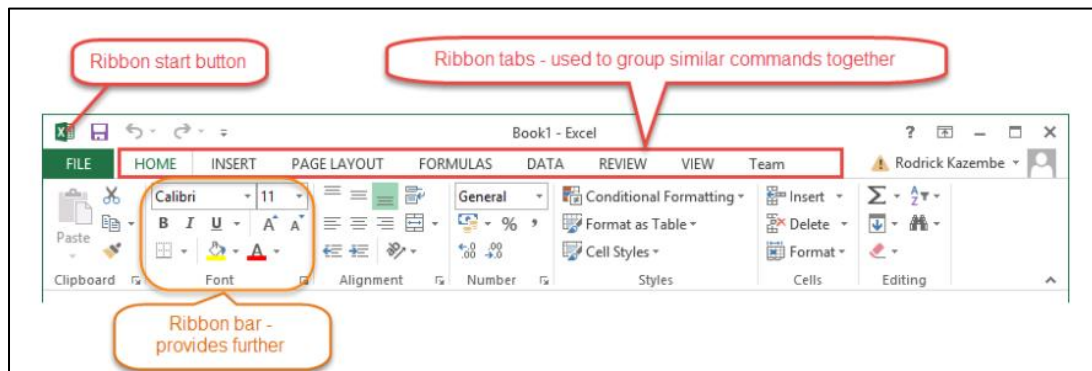 Ribbon start button
Ribbon tabs - used to group similar commands together
Book1 - Excel
?
FILE HOME INSERT PAGE LAYOUT FORMULAS DATA REVIEW VIEW Team Rodrick Kazembe
Calibri 11 General Conditional Formatting Insert
Paste B I U A A % , Format as Table Delete
A Cell Styles Format
Clipboard Font Alignment Number Styles Cells Editing
Ribbon bar -
provides further